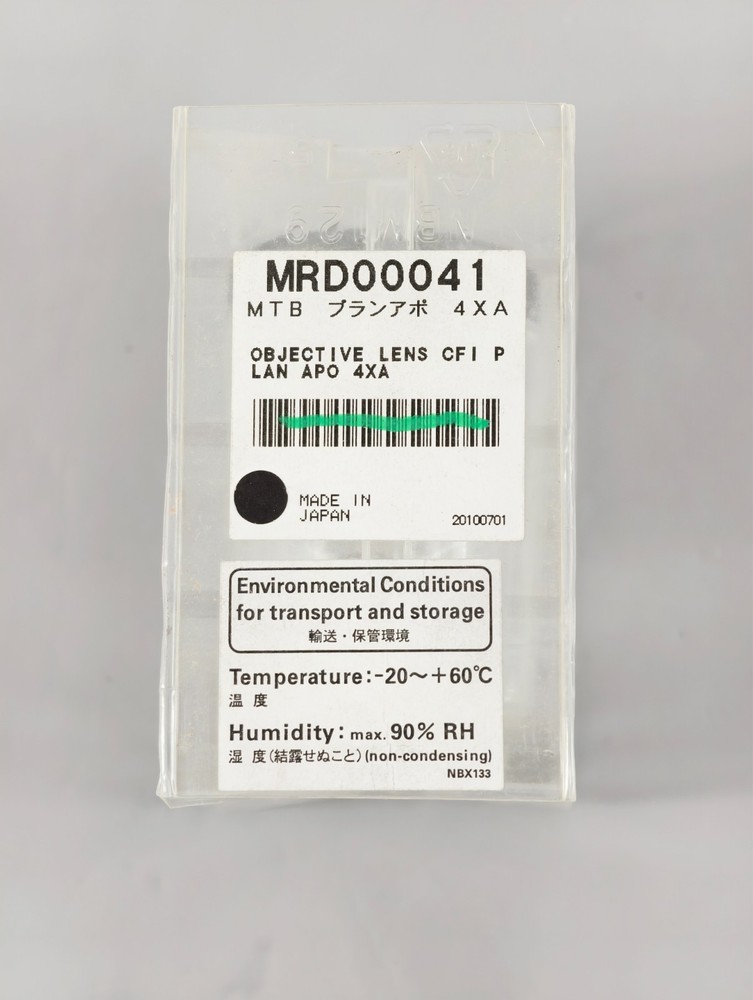 MRD00041
MTB プランアポ 4XA
OBJECTIVE LENS CFI P
LAN APO 4XA
MADE IN
JAPAN
20100701
Environmental Conditions
for transport and storage
輸送・保管環境
Temperature:-20～+60℃
温 度
Humidity: max. 90% RH
湿 度(結露せぬこと)(non-condensing)
NBX133